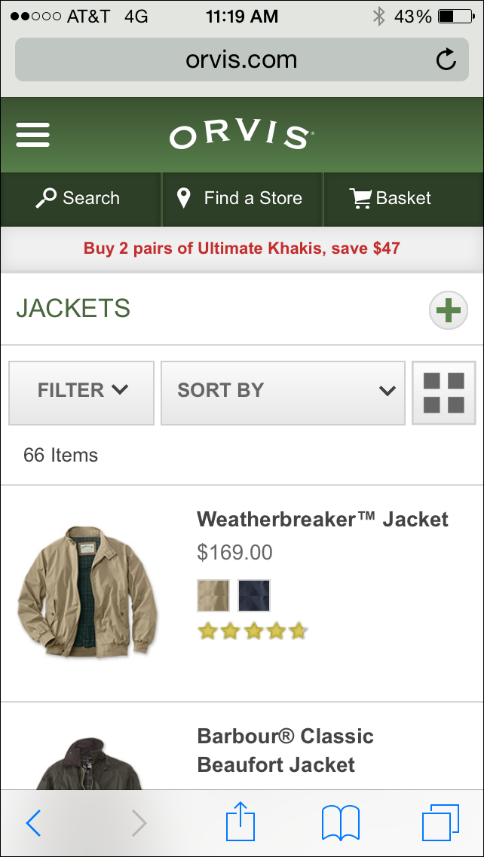 AT&T 4G 11:19 AM 43%
orvis.com
ORVIS
Search Find a Store Basket
Buy 2 pairs of Ultimate Khakis, save $47
JACKETS
FILTER SORT BY
66 Items
Weatherbreaker™ Jacket
$169.00
Barbour® Classic
Beaufort Jacket